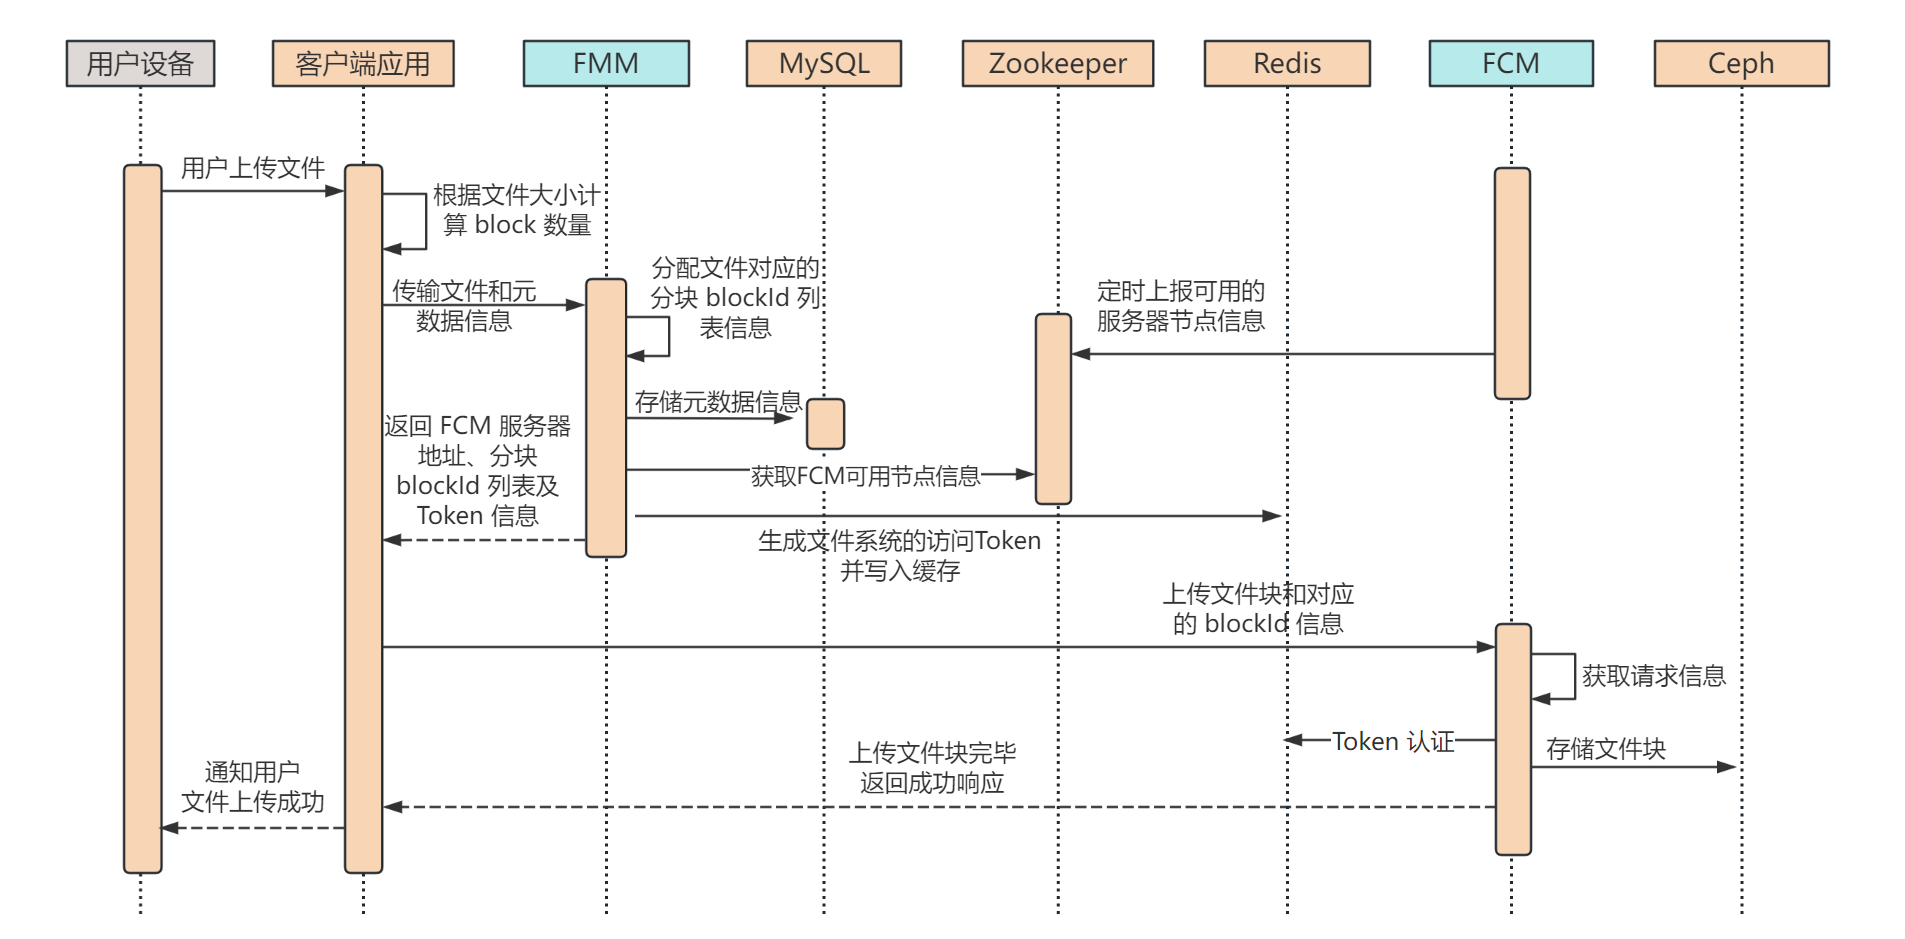 用户设备
客户端应用
FMM
MySQL
Zookeeper
Redis
FCM
Ceph
用户上传文件
根据文件大小计
算 block 数量
传输文件和元
数据信息
分配文件对应的
分块 blockId 列
表信息
定时上报可用的
服务器节点信息
存储元数据信息
返回 FCM 服务器
地址、分块
blockId 列表及
Token 信息
获取FCM可用节点信息
生成文件系统的访问Token
并写入缓存
上传文件块和对应
的 blockId 信息
获取请求信息
Token 认证
存储文件块
上传文件块完毕
返回成功响应
通知用户
文件上传成功